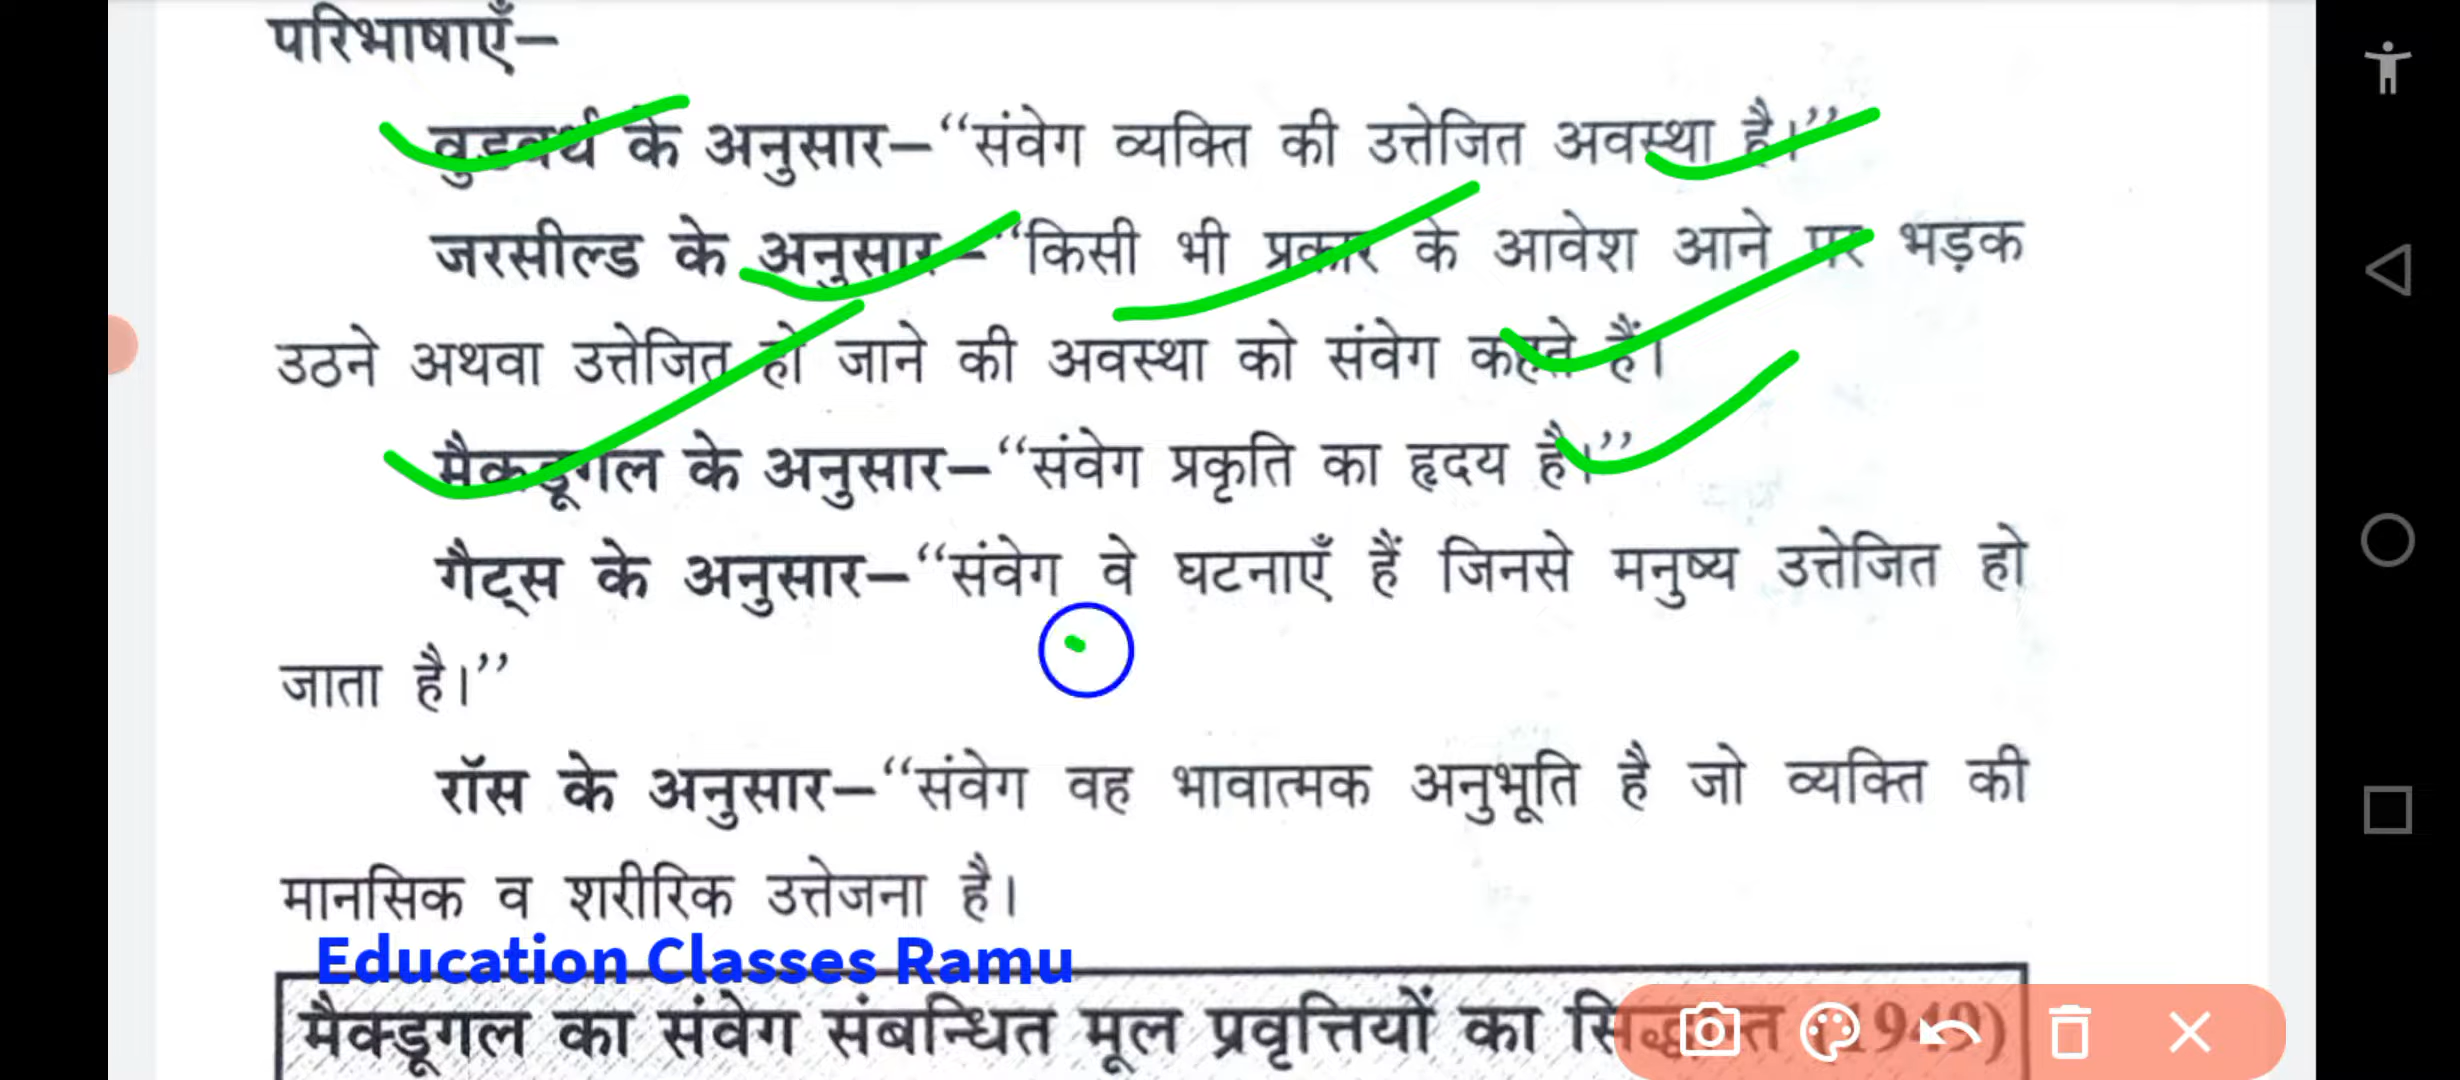 परिभाषाएँ–
वुडवर्थ के अनुसार–“संवेग व्यक्ति की उत्तेजित अवस्था है।”
जरसील्ड के अनुसार–“किसी भी प्रकार के आवेश आने पर भड़क
उठने अथवा उत्तेजित हो जाने की अवस्था को संवेग कहते हैं।
मैकडूगल के अनुसार–“संवेग प्रकृति का हृदय है।”
गैट्स के अनुसार–“संवेग वे घटनाएँ हैं जिनसे मनुष्य उत्तेजित हो
जाता है।”
रॉस के अनुसार–“संवेग वह भावात्मक अनुभूति है जो व्यक्ति की
मानसिक व शरीरिक उत्तेजना है।
Education Classes Ramu
मैक्डूगल का संवेग संबन्धित मूल प्रवृत्तियों का सिद्धान्त (1949)